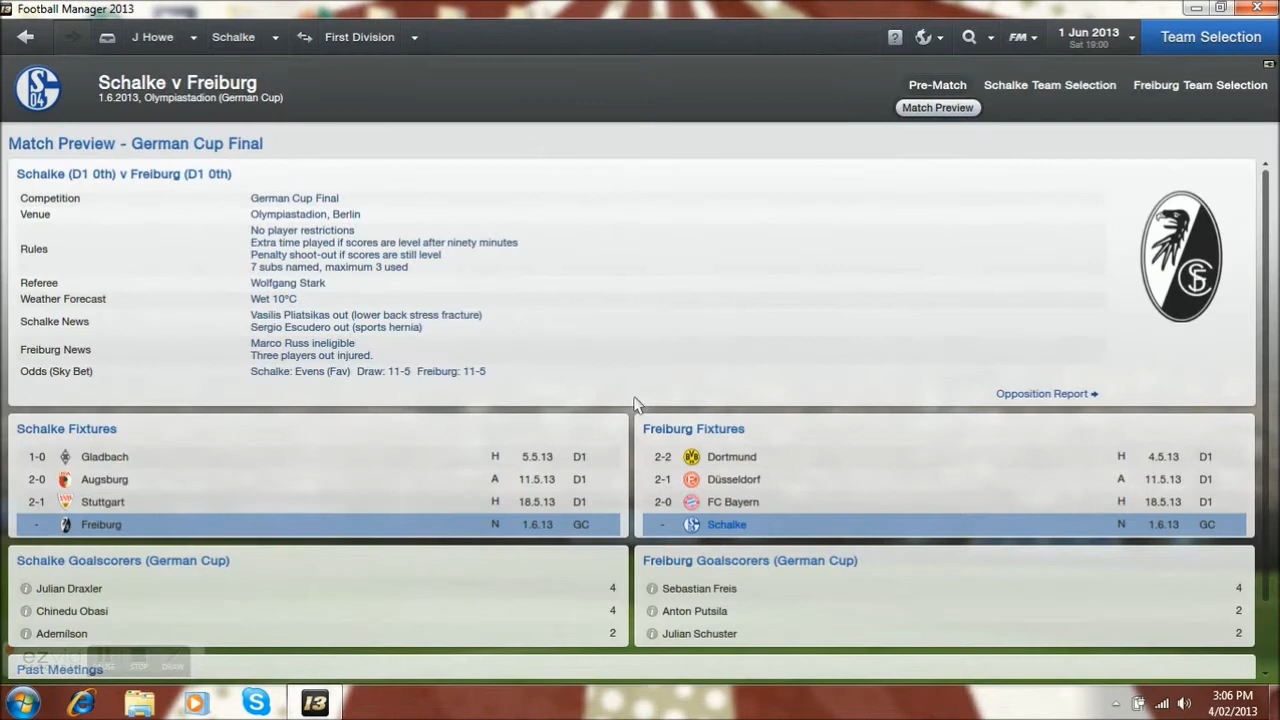 Football Manager 2013
J Howe
Schalke
First Division
FM
1 Jun 2013
Sat 19:00
Team Selection
Schalke v Freiburg
1.6.2013, Olympiastadion (German Cup)
Pre-Match
Schalke Team Selection
Freiburg Team Selection
Match Preview
Match Preview - German Cup Final
Schalke (D1 0th) v Freiburg (D1 0th)
Competition German Cup Final
Venue Olympiastadion, Berlin
Rules No player restrictions
Extra time played if scores are level after ninety minutes
Penalty shoot-out if scores are still level
7 subs named, maximum 3 used
Referee Wolfgang Stark
Weather Forecast Wet 10°C
Schalke News Vasilis Pliatsikas out (lower back stress fracture)
Sergio Escudero out (sports hernia)
Freiburg News Marco Russ ineligible
Three players out injured.
Odds (Sky Bet) Schalke: Evens (Fav) Draw: 11-5 Freiburg: 11-5
Opposition Report
Schalke Fixtures
1-0 Gladbach H 5.5.13 D1
2-0 Augsburg A 11.5.13 D1
2-1 Stuttgart H 18.5.13 D1
- Freiburg N 1.6.13 GC
Freiburg Fixtures
2-2 Dortmund H 4.5.13 D1
2-1 Düsseldorf A 11.5.13 D1
2-0 FC Bayern H 18.5.13 D1
- Schalke N 1.6.13 GC
Schalke Goalscorers (German Cup)
Julian Draxler 4
Chinedu Obasi 4
Ademílson 2
Freiburg Goalscorers (German Cup)
Sebastian Freis 4
Anton Putsila 2
Julian Schuster 2
Past Meetings
STOP
DRAW
3:06 PM
4/02/2013